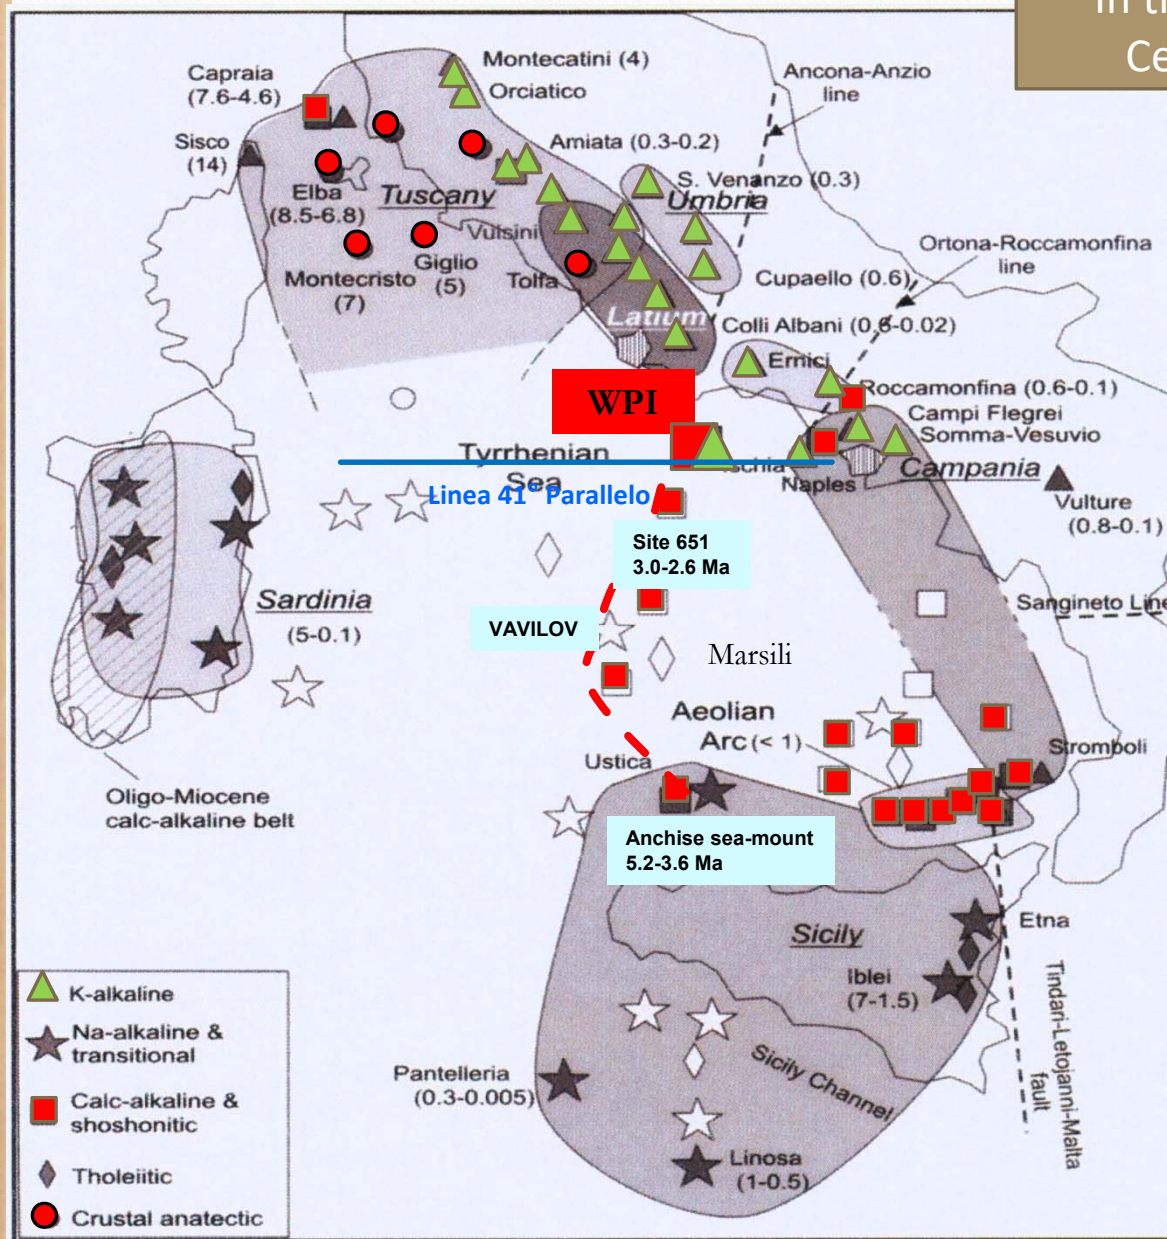 Ce
Montecatini (4)
Orciatico
Capraia
(7.6-4.6)
Ancona-Anzio
line
Sisco
(14)
Amiata (0.3-0.2)
S. Venanzo (0.3)
Elba
(8.5-6.8)
Tuscany
Umbria
Vulsini
Giglio
(5)
Montecristo
(7)
Tolfa
Ortona-Roccamonfina
line
Cupaello (0.6)
Latium
Colli Albani (0.6-0.02)
Ernici
WPI
Roccamonfina (0.6-0.1)
Campi Flegrei
Somma-Vesuvio
Tyrrhenian
Sea
Ischia
Naples
Campania
Linea 41° Parallelo
Vulture
(0.8-0.1)
Site 651
3.0-2.6 Ma
Sardinia
(5-0.1)
Sangineto Line
VAVILOV
Marsili
Aeolian
Arc (< 1)
Ustica
Stromboli
Oligo-Miocene
calc-alkaline belt
Anchise sea-mount
5.2-3.6 Ma
Sicily
Etna
Iblei
(7-1.5)
Tindari-Letojanni-Malta
fault
Sicily Channel
Pantelleria
(0.3-0.005)
Linosa
(1-0.5)
K-alkaline
Na-alkaline &
transitional
Calc-alkaline &
shoshonitic
Tholeiitic
Crustal anatectic